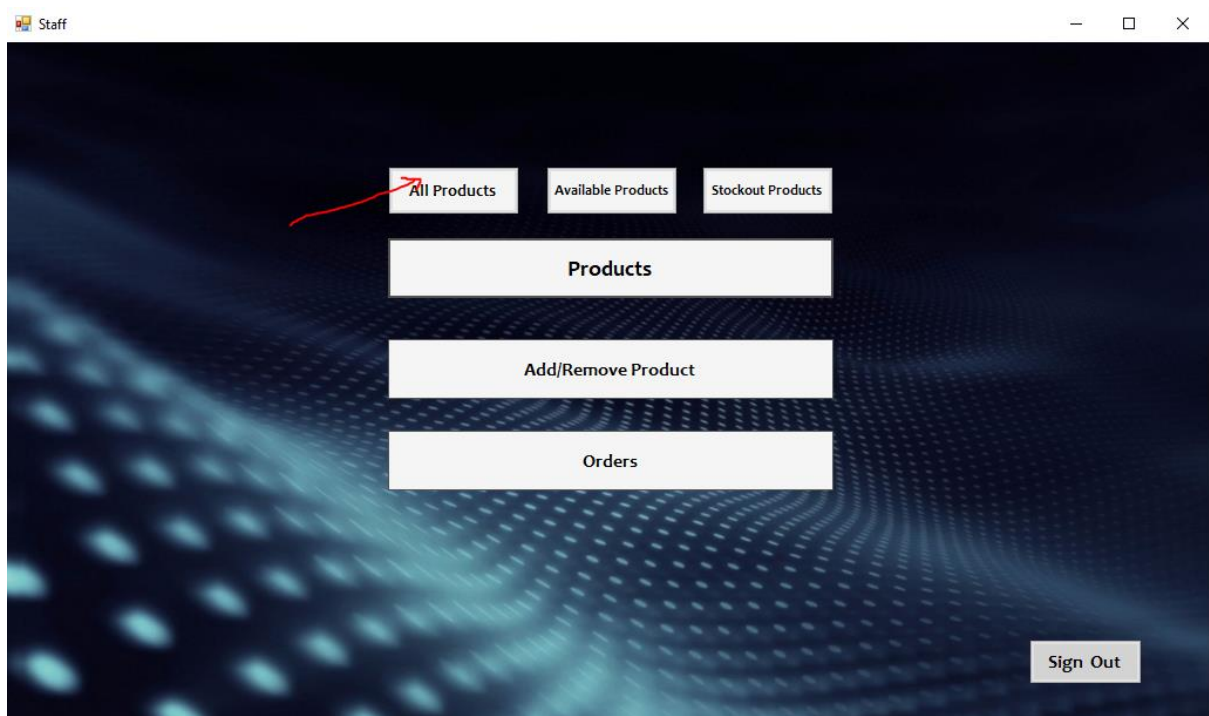 Staff
All Products Available Products Stockout Products
Products
Add/Remove Product
Orders
Sign Out